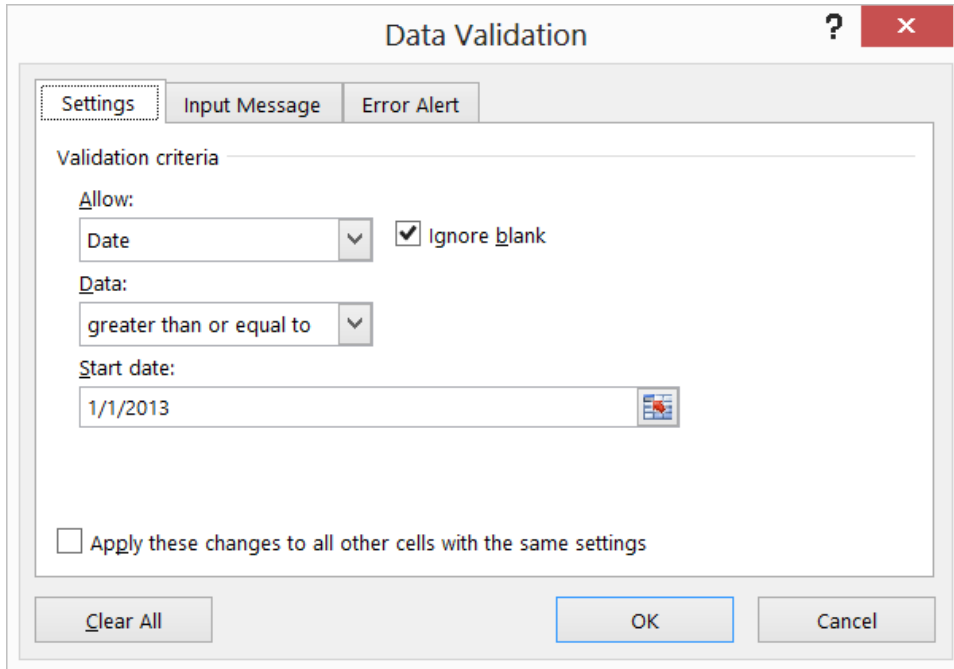 Data Validation ?
Settings Input Message Error Alert
Validation criteria
Allow:
Date Ignore blank
Data:
greater than or equal to
Start date:
1/1/2013
Apply these changes to all other cells with the same settings
Clear All OK Cancel